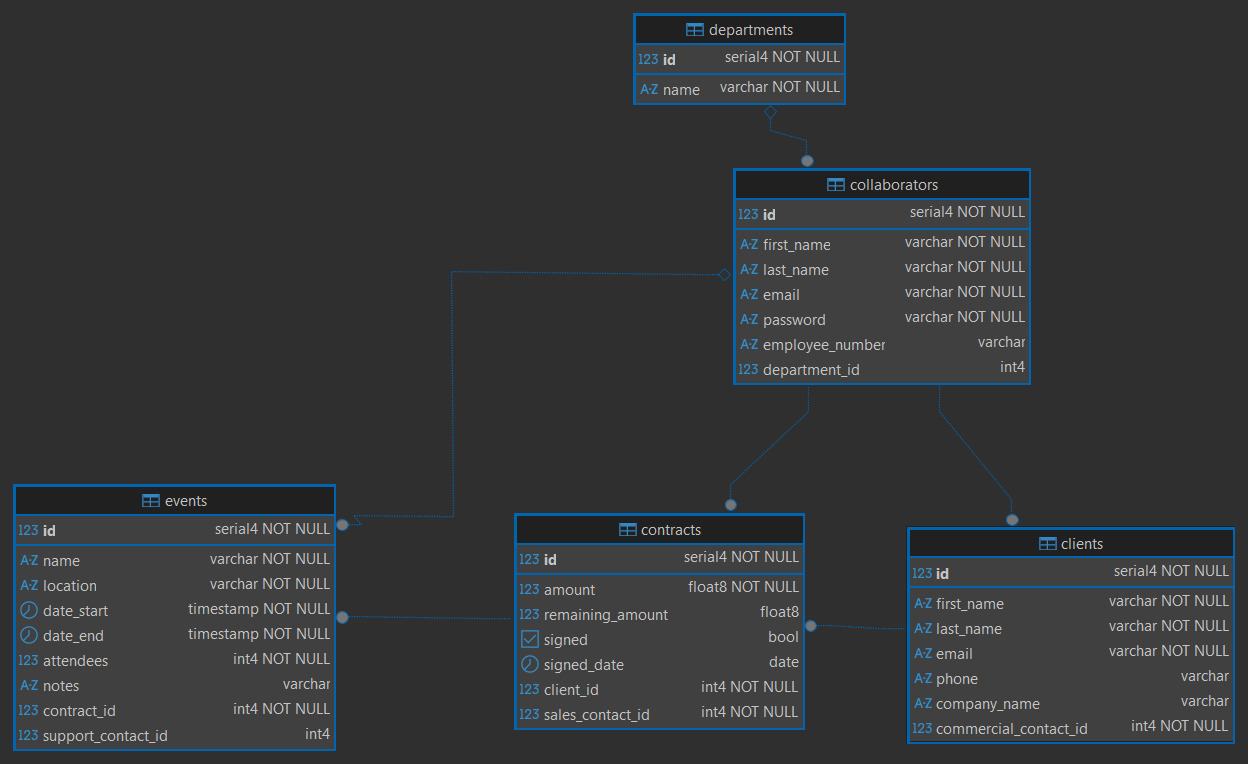 departments
123 id serial4 NOT NULL
A-Z name varchar NOT NULL
collaborators
123 id serial4 NOT NULL
A-Z first_name varchar NOT NULL
A-Z last_name varchar NOT NULL
A-Z email varchar NOT NULL
A-Z password varchar NOT NULL
A-Z employee_number varchar
123 department_id int4
events
123 id serial4 NOT NULL
A-Z name varchar NOT NULL
A-Z location varchar NOT NULL
date_start timestamp NOT NULL
date_end timestamp NOT NULL
123 attendees int4 NOT NULL
A-Z notes varchar
123 contract_id int4 NOT NULL
123 support_contact_id int4
contracts
123 id serial4 NOT NULL
123 amount float8 NOT NULL
123 remaining_amount float8
signed bool
signed_date date
123 client_id int4 NOT NULL
123 sales_contact_id int4 NOT NULL
clients
123 id serial4 NOT NULL
A-Z first_name varchar NOT NULL
A-Z last_name varchar NOT NULL
A-Z email varchar NOT NULL
A-Z phone varchar
A-Z company_name varchar
123 commercial_contact_id int4 NOT NULL